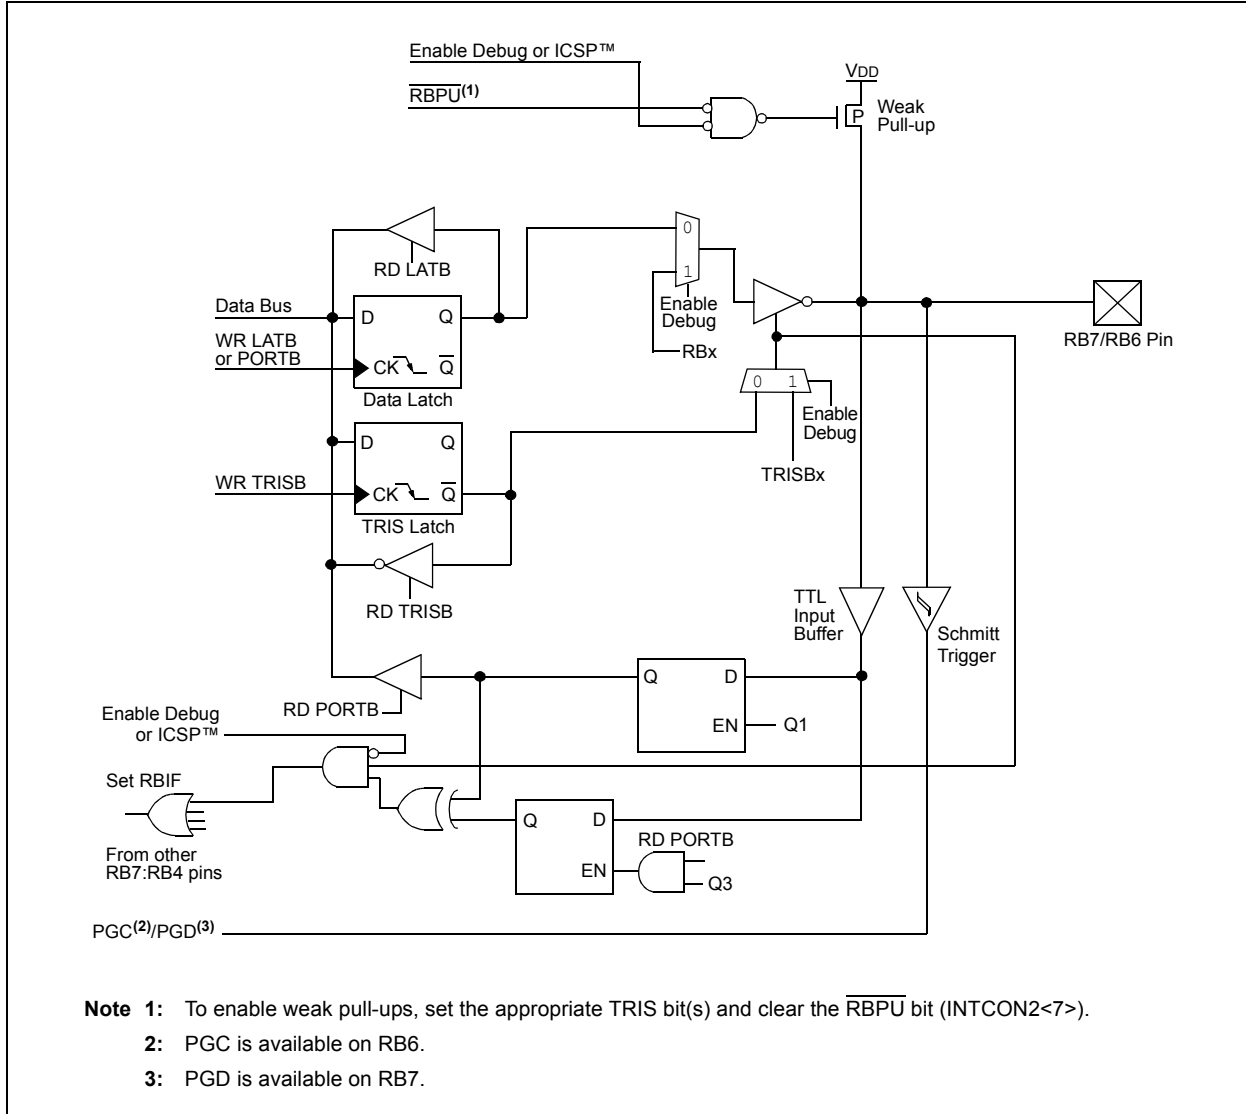 Enable Debug or ICSP™
VDD
RBPU(1)
Weak
Pull-up
P
0
RD LATB
1
Data Bus
D
Q
Enable
Debug
WR LATB
or PORTB
RBx
RB7/RB6 Pin
CK
Q
0
1
Data Latch
Enable
Debug
D
Q
TRISBx
WR TRISB
CK
Q
TRIS Latch
RD TRISB
TTL
Input
Buffer
Schmitt
Trigger
Q
D
RD PORTB
EN
Q1
Enable Debug
or ICSP™
Set RBIF
Q
D
RD PORTB
From other
RB7:RB4 pins
EN
Q3
PGC(2)/PGD(3)
Note 1: To enable weak pull-ups, set the appropriate TRIS bit(s) and clear the RBPU bit (INTCON2<7>).
2: PGC is available on RB6.
3: PGD is available on RB7.